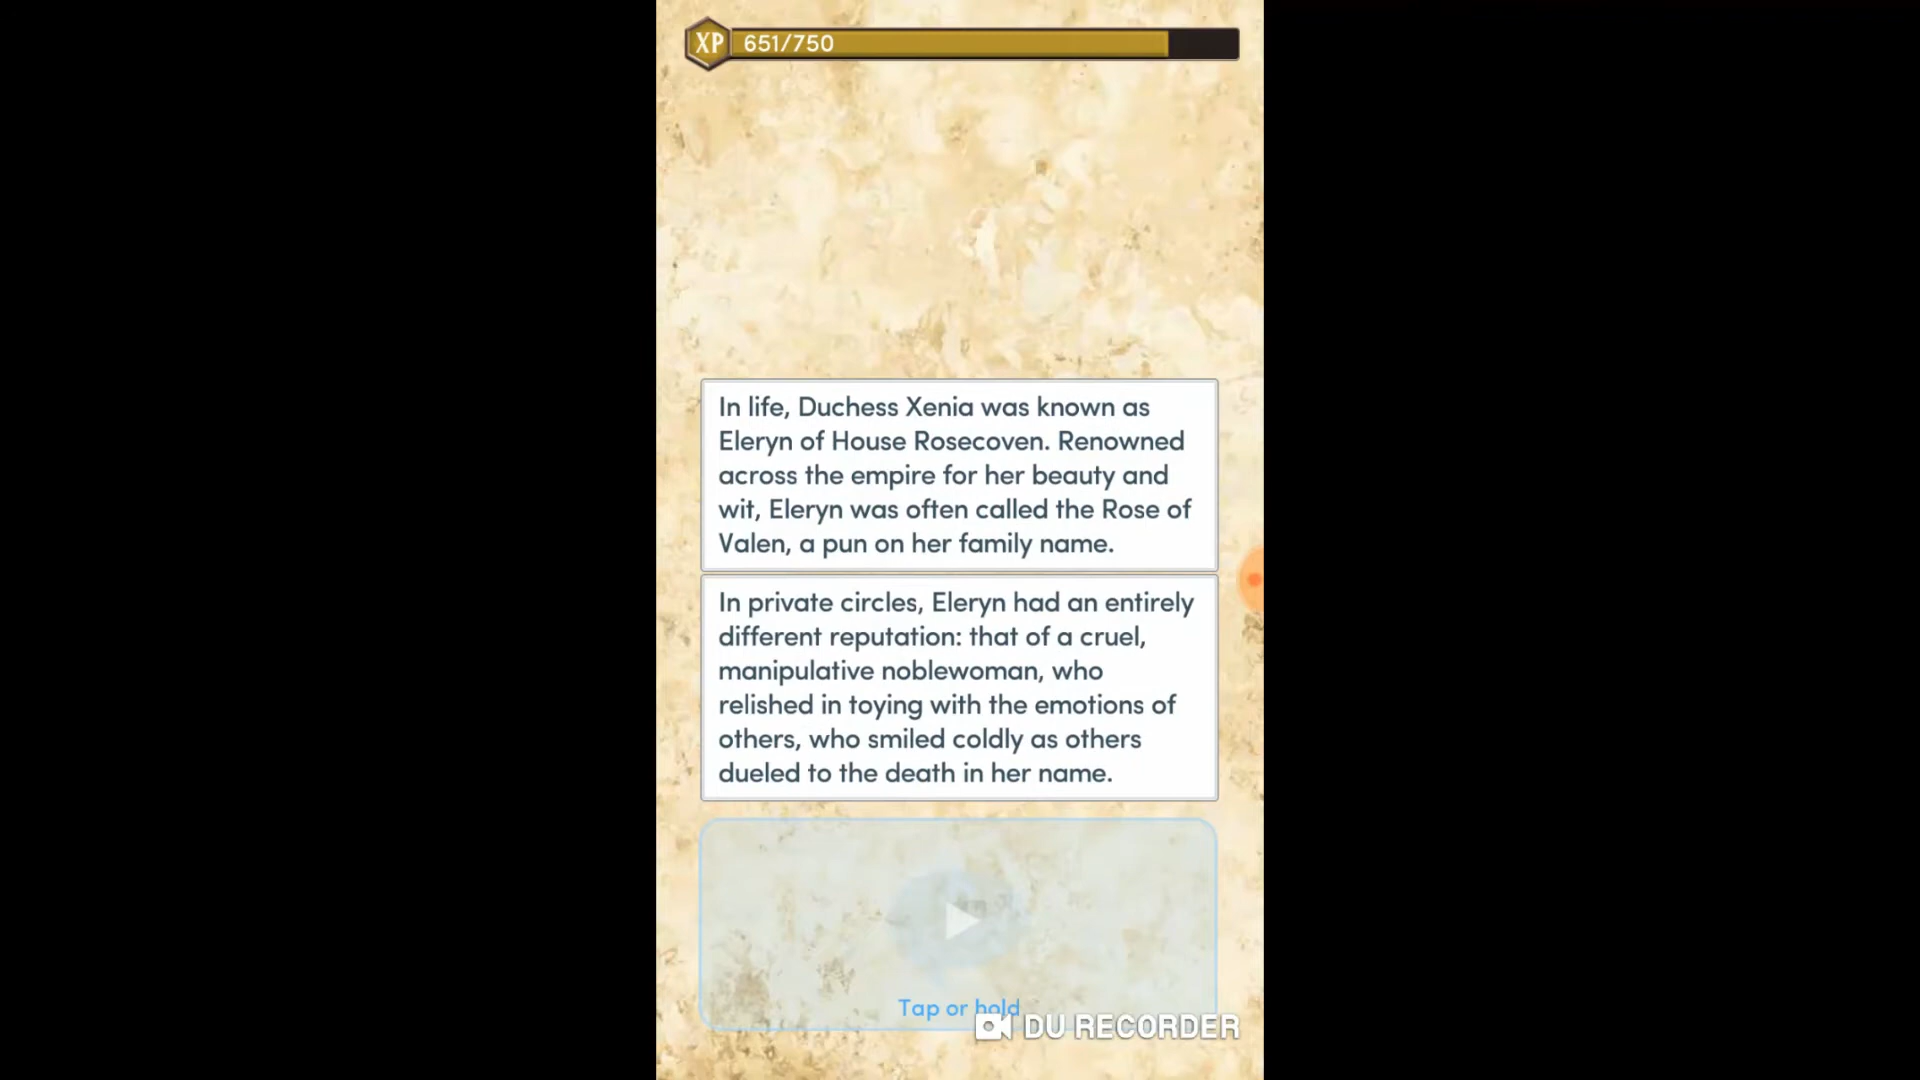 XP 651/750
In life, Duchess Xenia was known as
Eleryn of House Rosecoven. Renowned
across the empire for her beauty and
wit, Eleryn was often called the Rose of
Valen, a pun on her family name.
In private circles, Eleryn had an entirely
different reputation: that of a cruel,
manipulative noblewoman, who
relished in toying with the emotions of
others, who smiled coldly as others
dueled to the death in her name.
Tap or hold
DU RECORDER